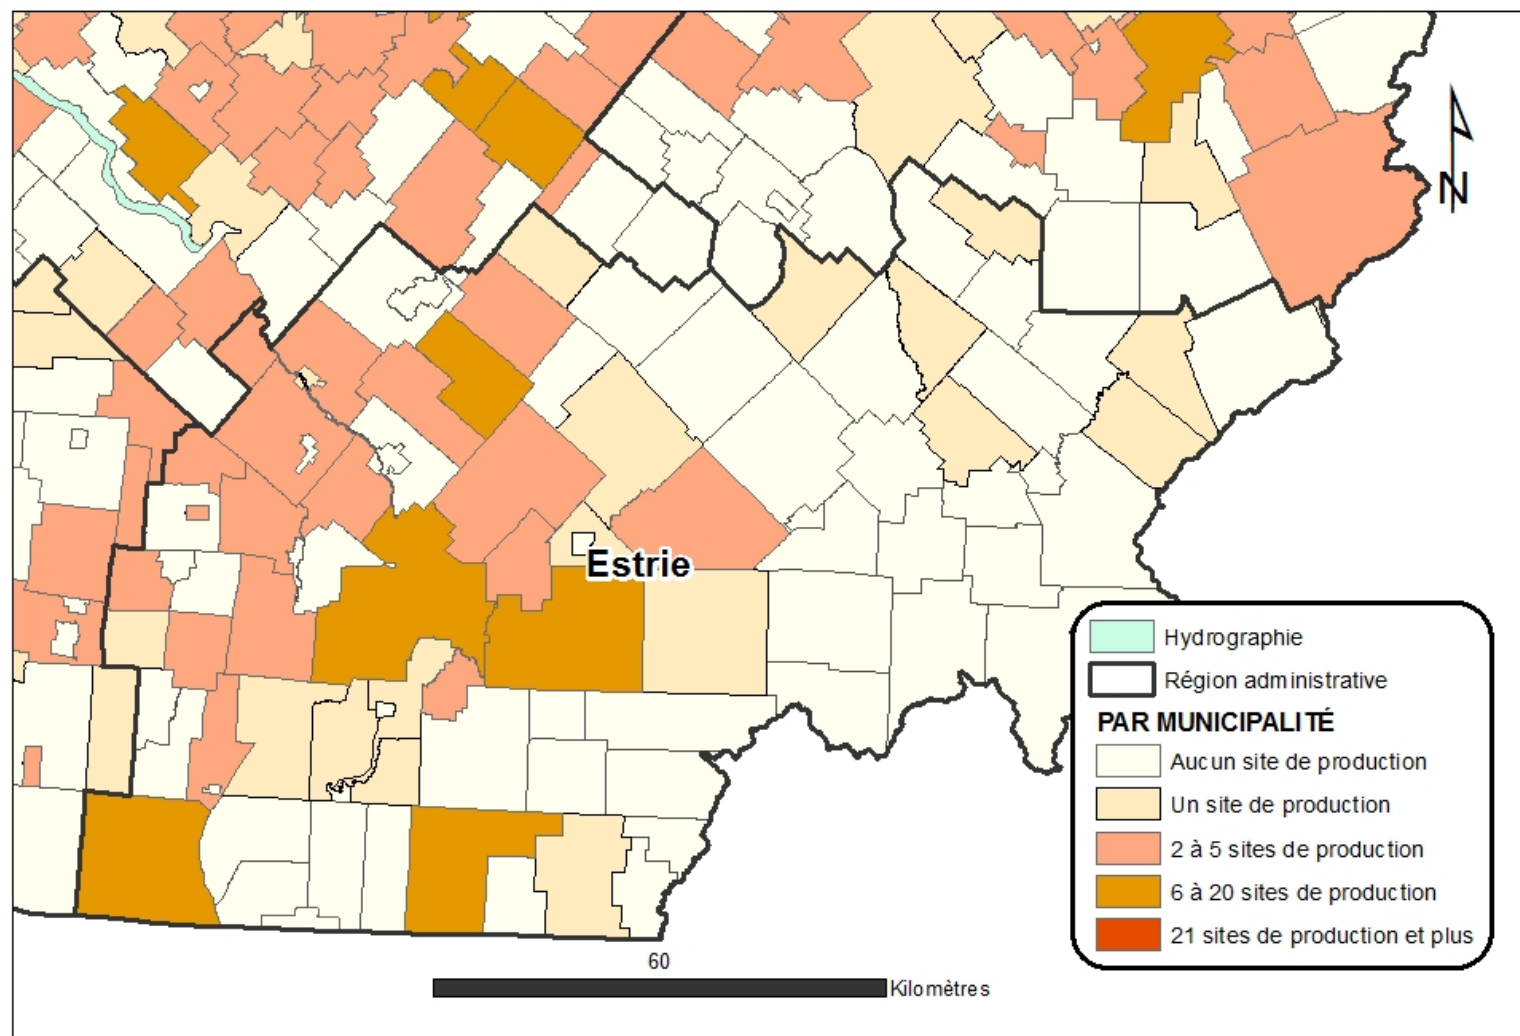 N
Estrie
Hydrographie
Région administrative
PAR MUNICIPALITÉ
Aucun site de production
Un site de production
2 à 5 sites de production
6 à 20 sites de production
21 sites de production et plus
60
Kilomètres